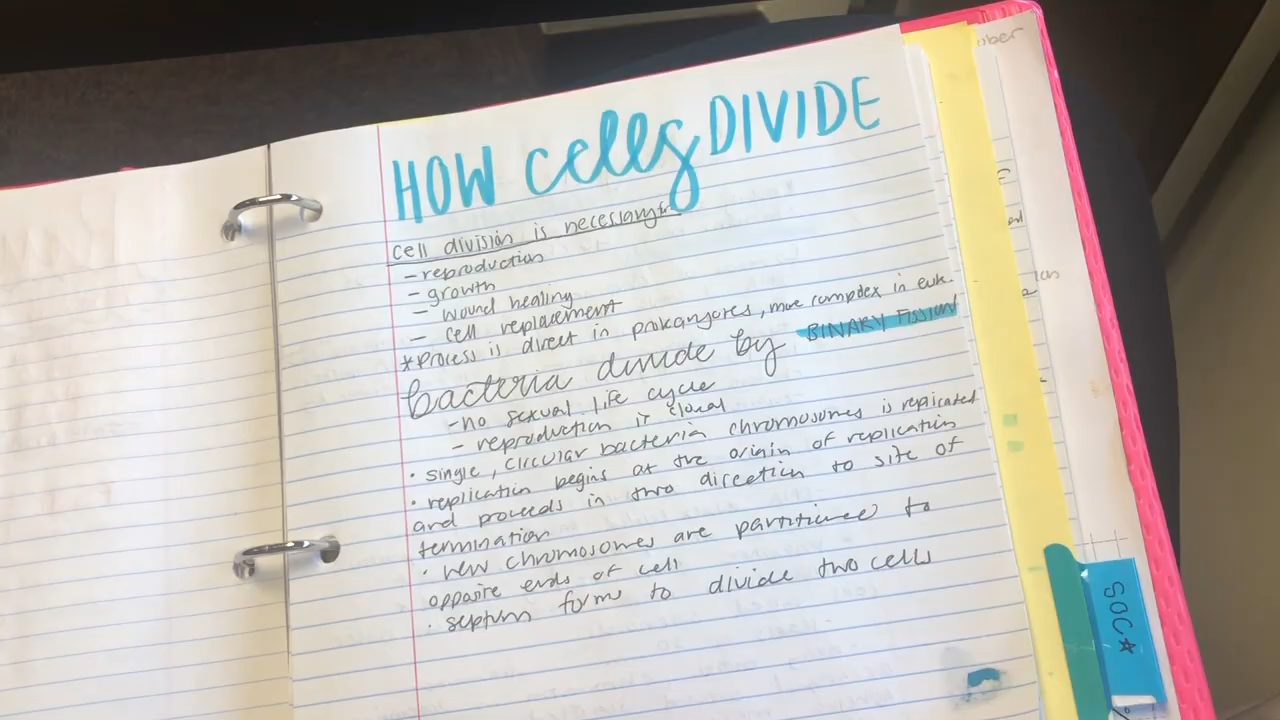 HOW cells DIVIDE
cell division is necessary for
- reproduction
- growth
- wound healing
- cell replacement
*Process is direct in prokaryotes, more complex in euk.
bacteria divide by BINARY FISSION
- no sexual life cycle
- reproduction is clonal
• single, circular bacteria chromosomes is replicated
• replication begins at the origin of replication
and proceeds in two direction to site of
termination
• new chromosomes are partitioned to
opposite ends of cell
• septum forms to divide two cells
SOC★